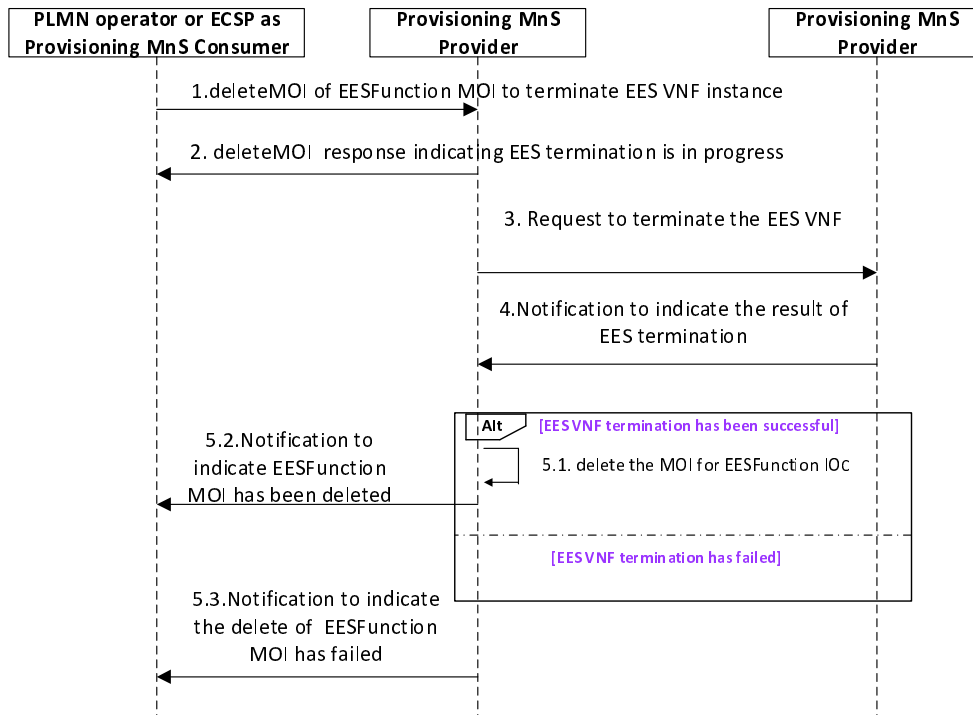 PLMN operator or ECSP as
Provisioning MnS Consumer
Provisioning MnS
Provider
Provisioning MnS
Provider
1.deleteMOI of EESFunction MOI to terminate EES VNF instance
2. deleteMOI response indicating EES termination is in progress
3. Request to terminate the EES VNF
4.Notification to indicate the result of
EES termination
Alt
[EES VNF termination has been successful]
5.1. delete the MOI for EESFunction IOC
5.2.Notification to
indicate EESFunction
MOI has been deleted
[EES VNF termination has failed]
5.3.Notification to indicate
the delete of EESFunction
MOI has failed